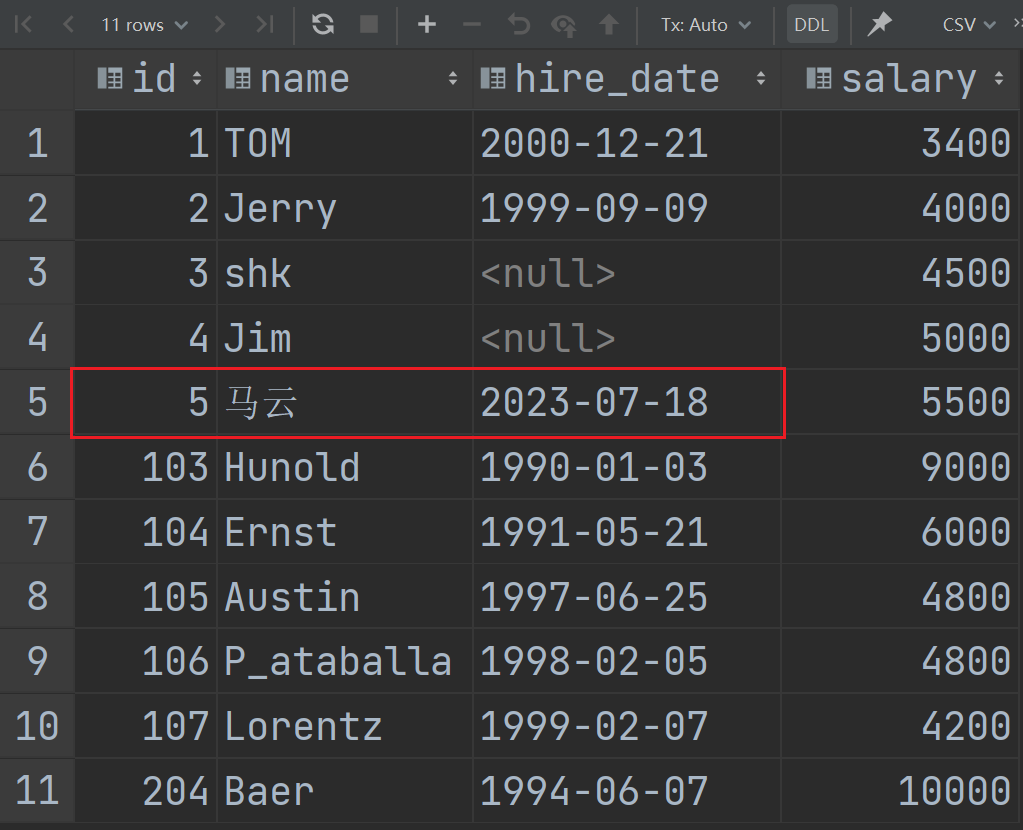 11 rows Tx: Auto DDL CSV
id name hire_date salary
1 1 TOM 2000-12-21 3400
2 2 Jerry 1999-09-09 4000
3 3 shk <null> 4500
4 4 Jim <null> 5000
5 5 马云 2023-07-18 5500
6 103 Hunold 1990-01-03 9000
7 104 Ernst 1991-05-21 6000
8 105 Austin 1997-06-25 4800
9 106 P_ataballa 1998-02-05 4800
10 107 Lorentz 1999-02-07 4200
11 204 Baer 1994-06-07 10000